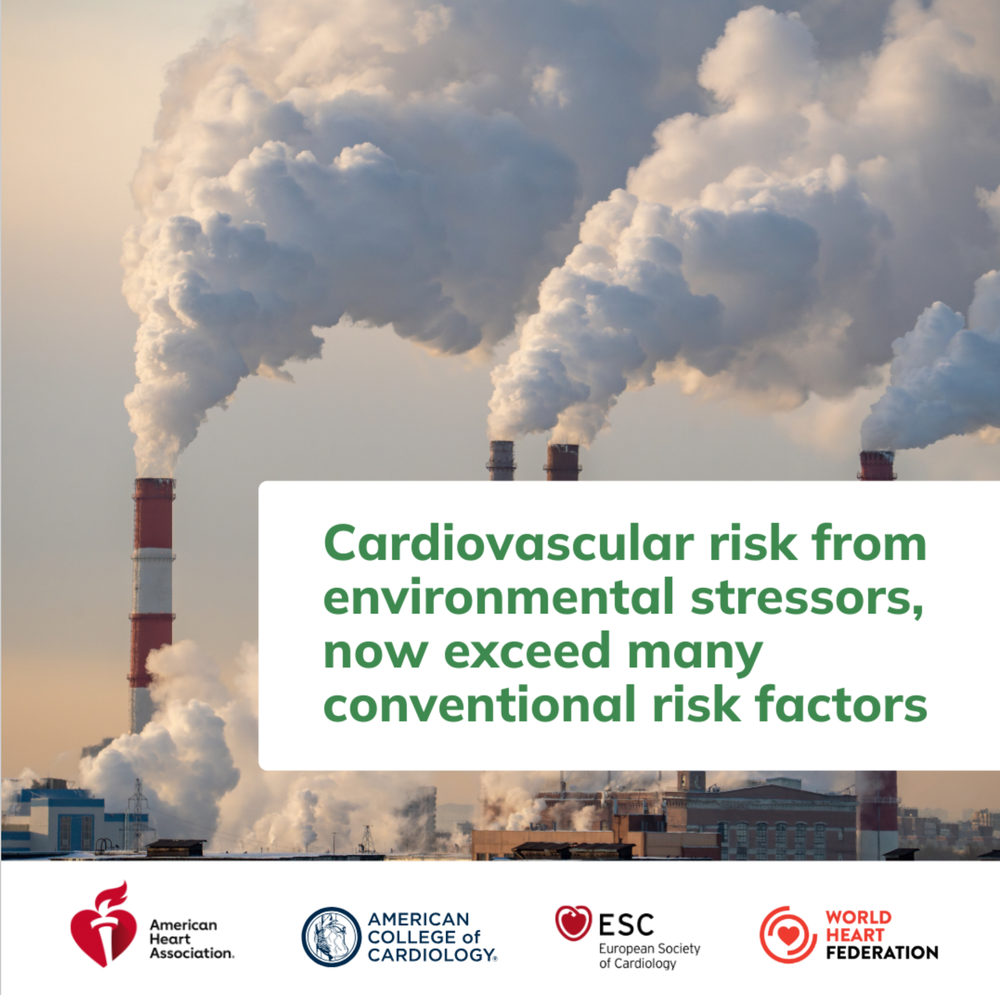 Cardiovascular risk from
environmental stressors,
now exceed many
conventional risk factors
American
Heart
Association.
AMERICAN
COLLEGE of
CARDIOLOGY®
ESC
European Society
of Cardiology
WORLD
HEART
FEDERATION